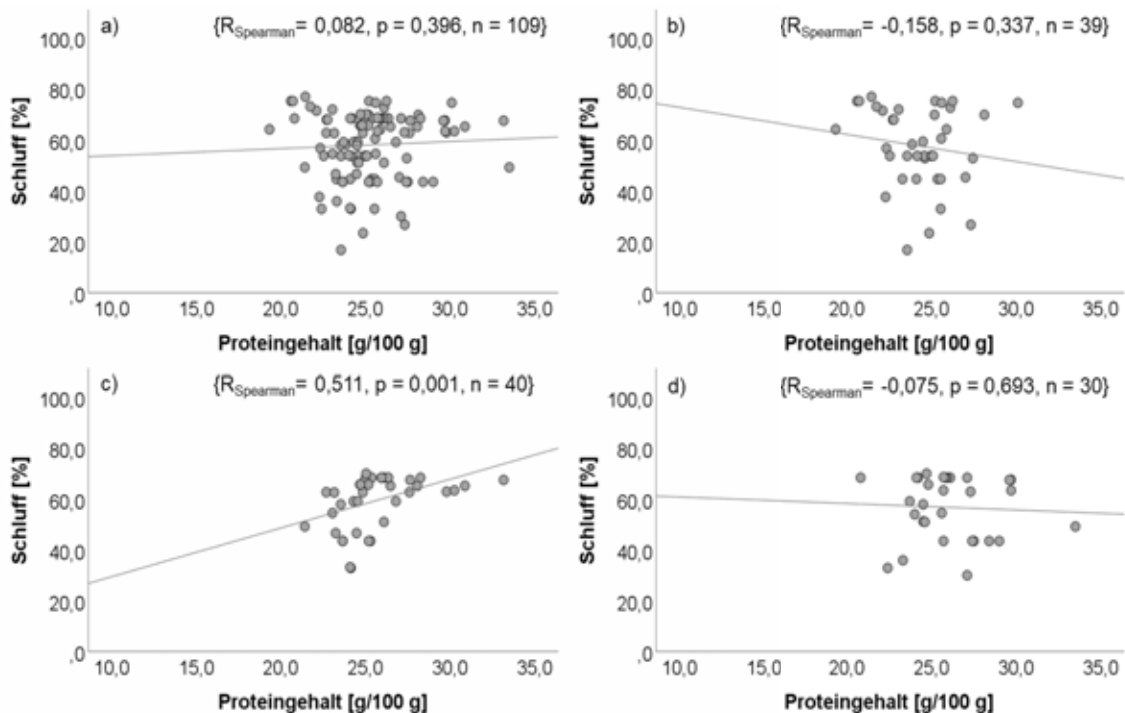 a) {R_Spearman= 0,082, p = 0,396, n = 109}
100,0
80,0
60,0
40,0
20,0
,0
Schluff [%]
10,0 15,0 20,0 25,0 30,0 35,0
Proteingehalt [g/100 g]
b) {R_Spearman= -0,158, p = 0,337, n = 39}
100,0
80,0
60,0
40,0
20,0
,0
Schluff [%]
10,0 15,0 20,0 25,0 30,0 35,0
Proteingehalt [g/100 g]
c) {R_Spearman= 0,511, p = 0,001, n = 40}
100,0
80,0
60,0
40,0
20,0
,0
Schluff [%]
10,0 15,0 20,0 25,0 30,0 35,0
Proteingehalt [g/100 g]
d) {R_Spearman= -0,075, p = 0,693, n = 30}
100,0
80,0
60,0
40,0
20,0
,0
Schluff [%]
10,0 15,0 20,0 25,0 30,0 35,0
Proteingehalt [g/100 g]